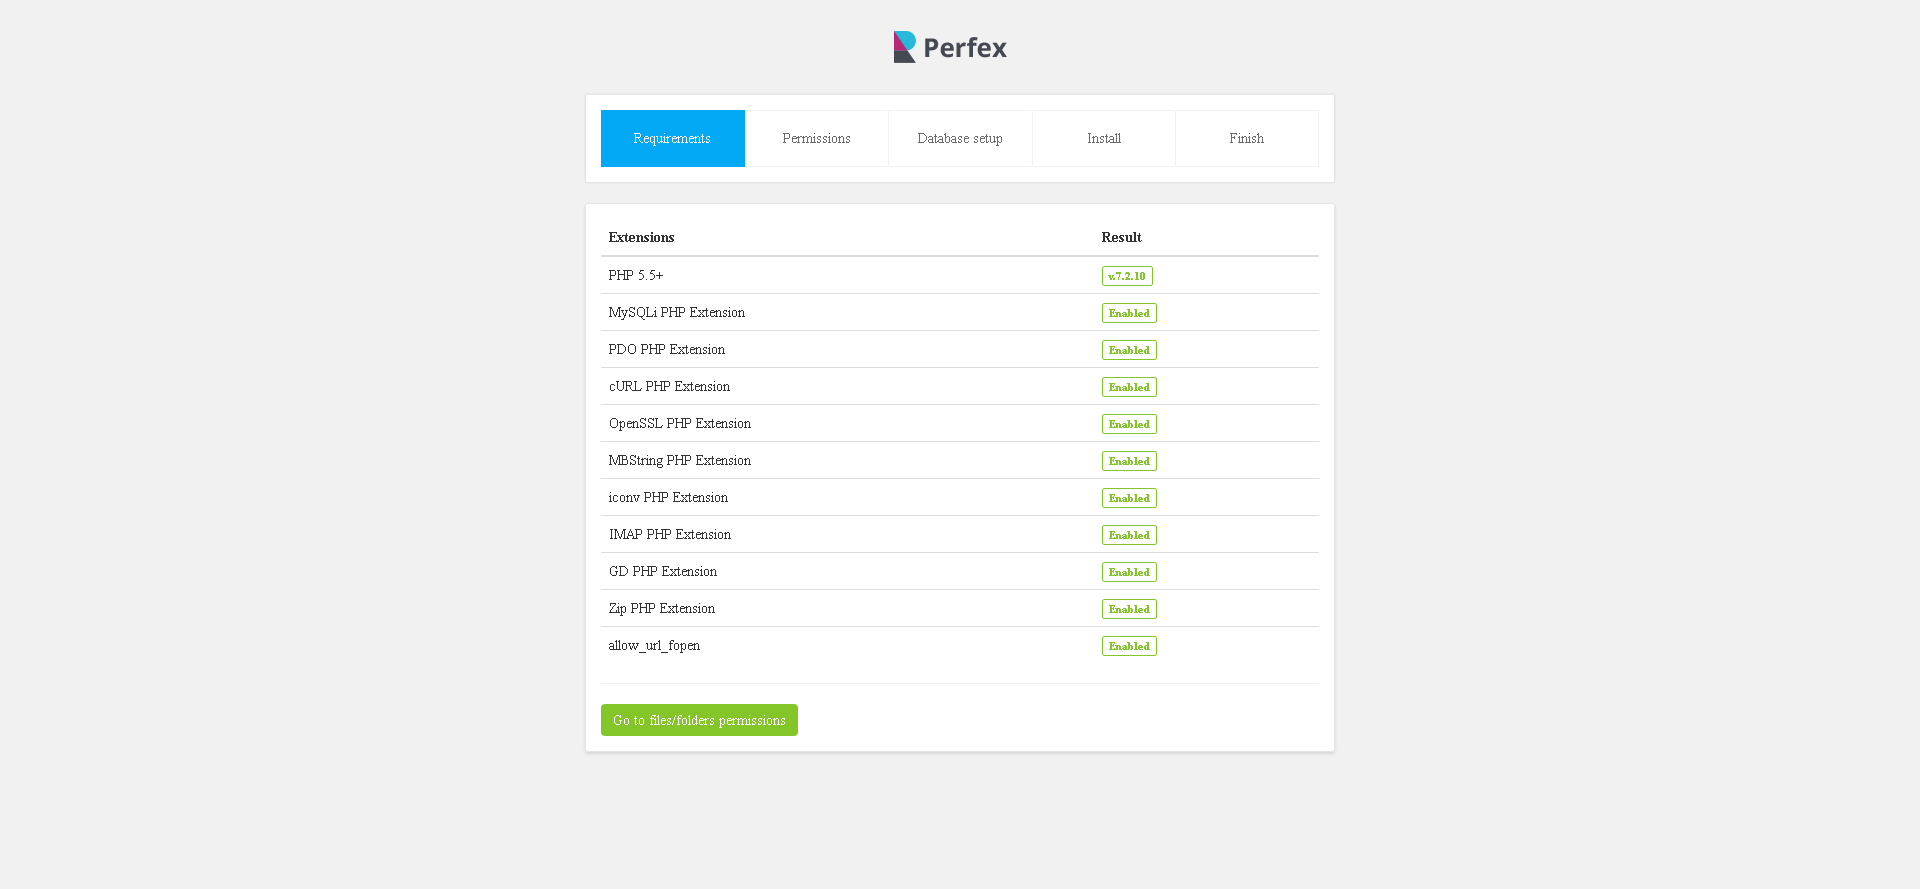 Perfex
Requirements Permissions Database setup Install Finish
Extensions Result
PHP 5.5+ v.7.2.10
MySQLi PHP Extension Enabled
PDO PHP Extension Enabled
cURL PHP Extension Enabled
OpenSSL PHP Extension Enabled
MBString PHP Extension Enabled
iconv PHP Extension Enabled
IMAP PHP Extension Enabled
GD PHP Extension Enabled
Zip PHP Extension Enabled
allow_url_fopen Enabled
Go to files/folders permissions